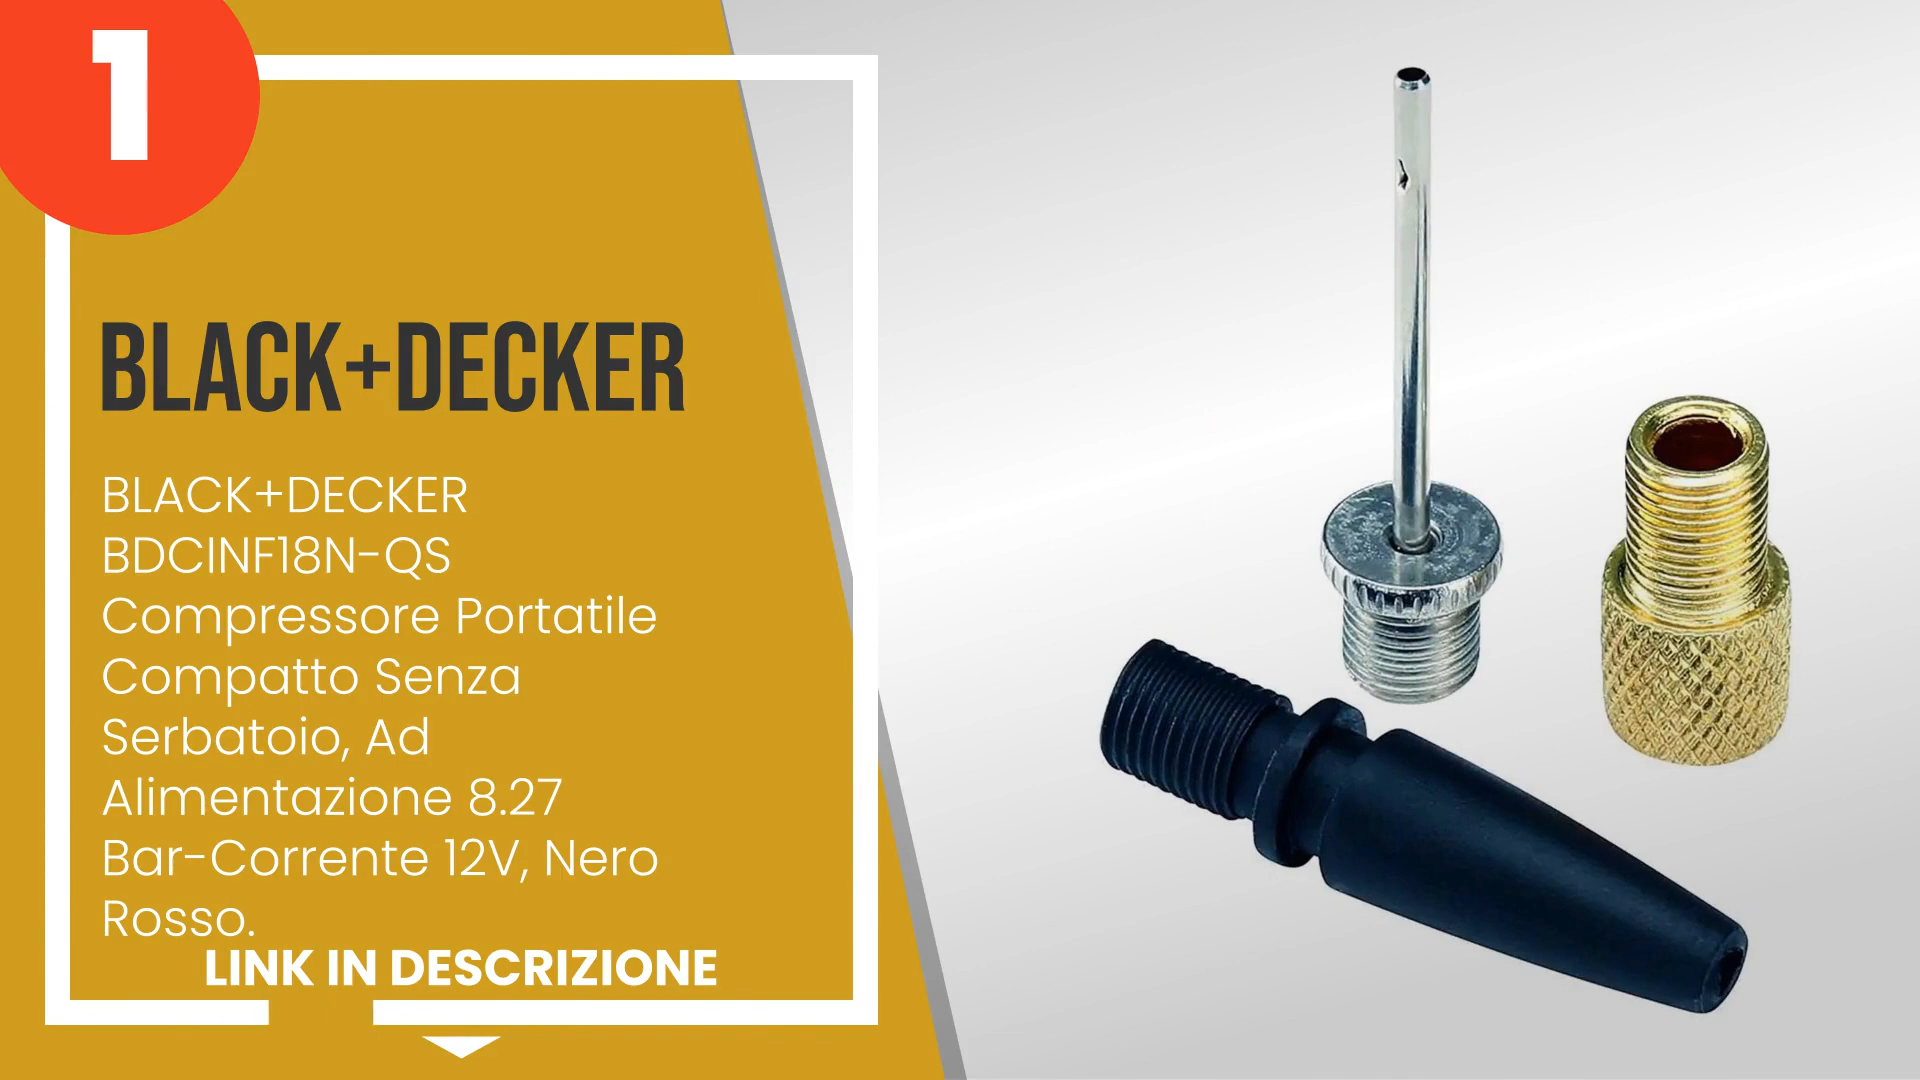 1
BLACK+DECKER
BLACK+DECKER
BDCINF18N-QS
Compressore Portatile
Compatto Senza
Serbatoio, Ad
Alimentazione 8.27
Bar-Corrente 12V, Nero
Rosso.
LINK IN DESCRIZIONE